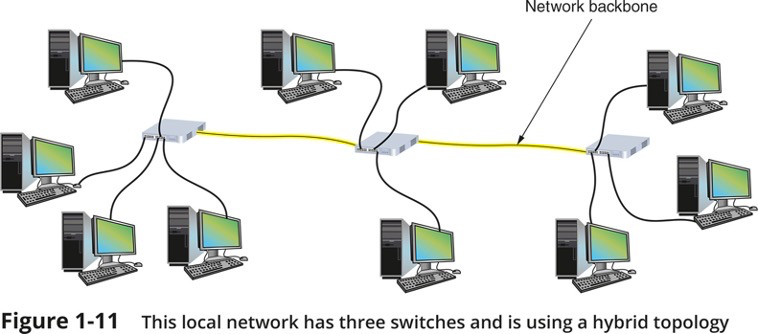 Network backbone
Figure 1-11 This local network has three switches and is using a hybrid topology